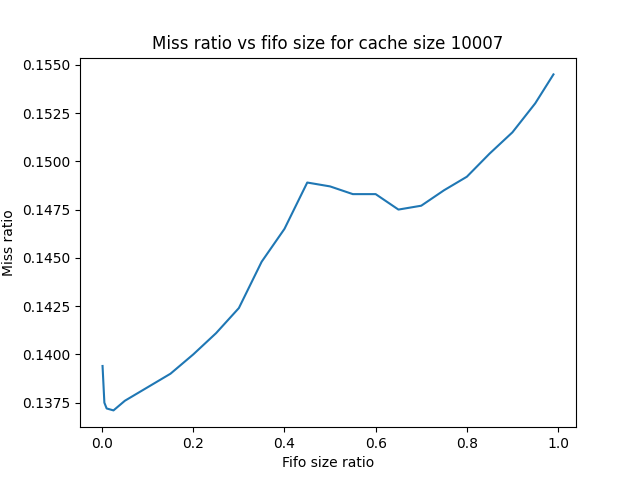 Miss ratio vs fifo size for cache size 10007
0.1550
0.1525
0.1500
0.1475
0.1450
0.1425
0.1400
0.1375
Miss ratio
0.0 0.2 0.4 0.6 0.8 1.0
Fifo size ratio